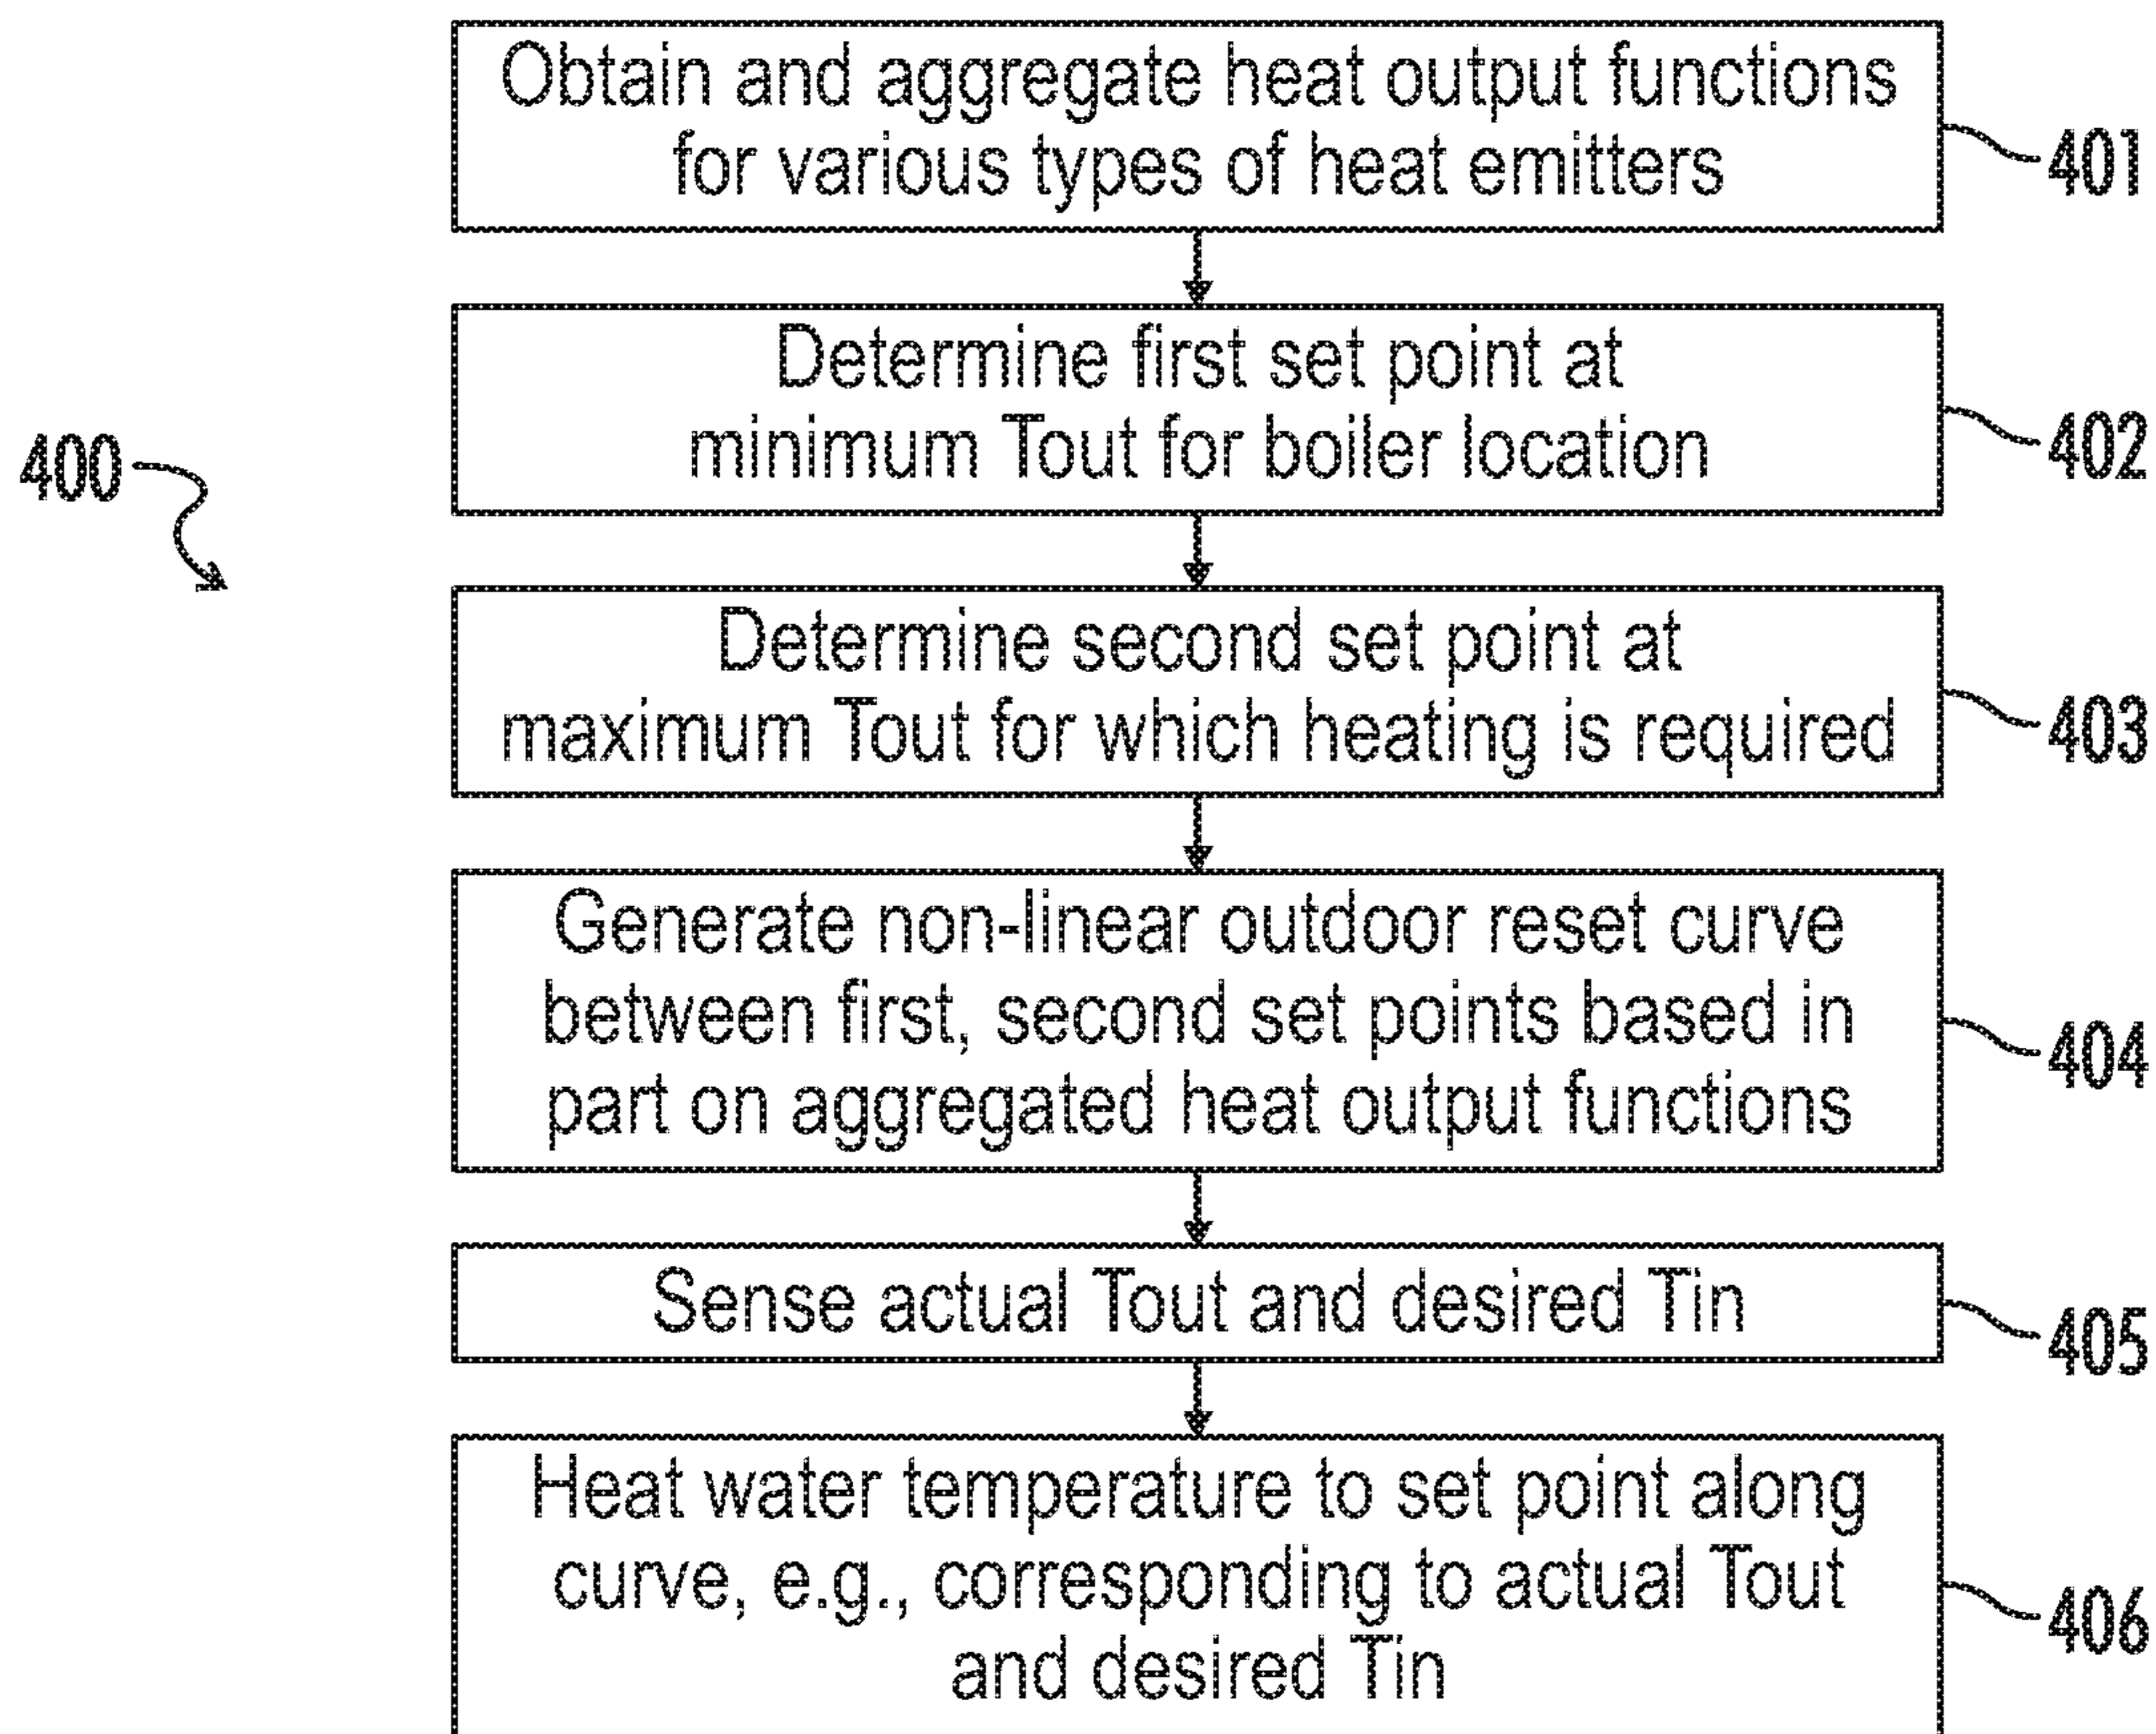 Obtain and aggregate heat output functions
for various types of heat emitters
401
Determine first set point at
minimum Tout for boiler location
402
400
Determine second set point at
maximum Tout for which heating is required
403
Generate non-linear outdoor reset curve
between first, second set points based in
part on aggregated heat output functions
404
Sense actual Tout and desired Tin
405
Heat water temperature to set point along
curve, e.g., corresponding to actual Tout
and desired Tin
406